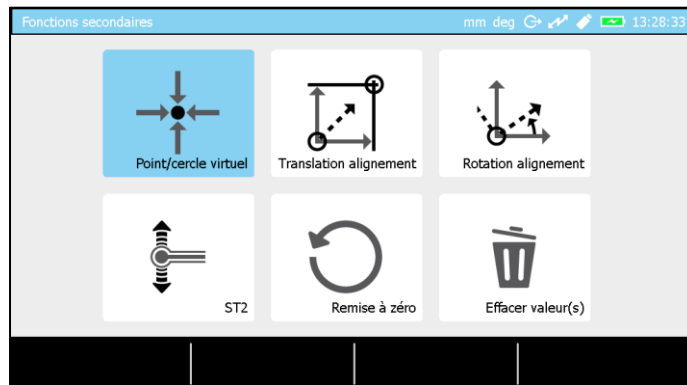 Fonctions secondaires mm deg 13:28:33
Point/cercle virtuel Translation alignement Rotation alignement
ST2 Remise à zéro Effacer valeur(s)